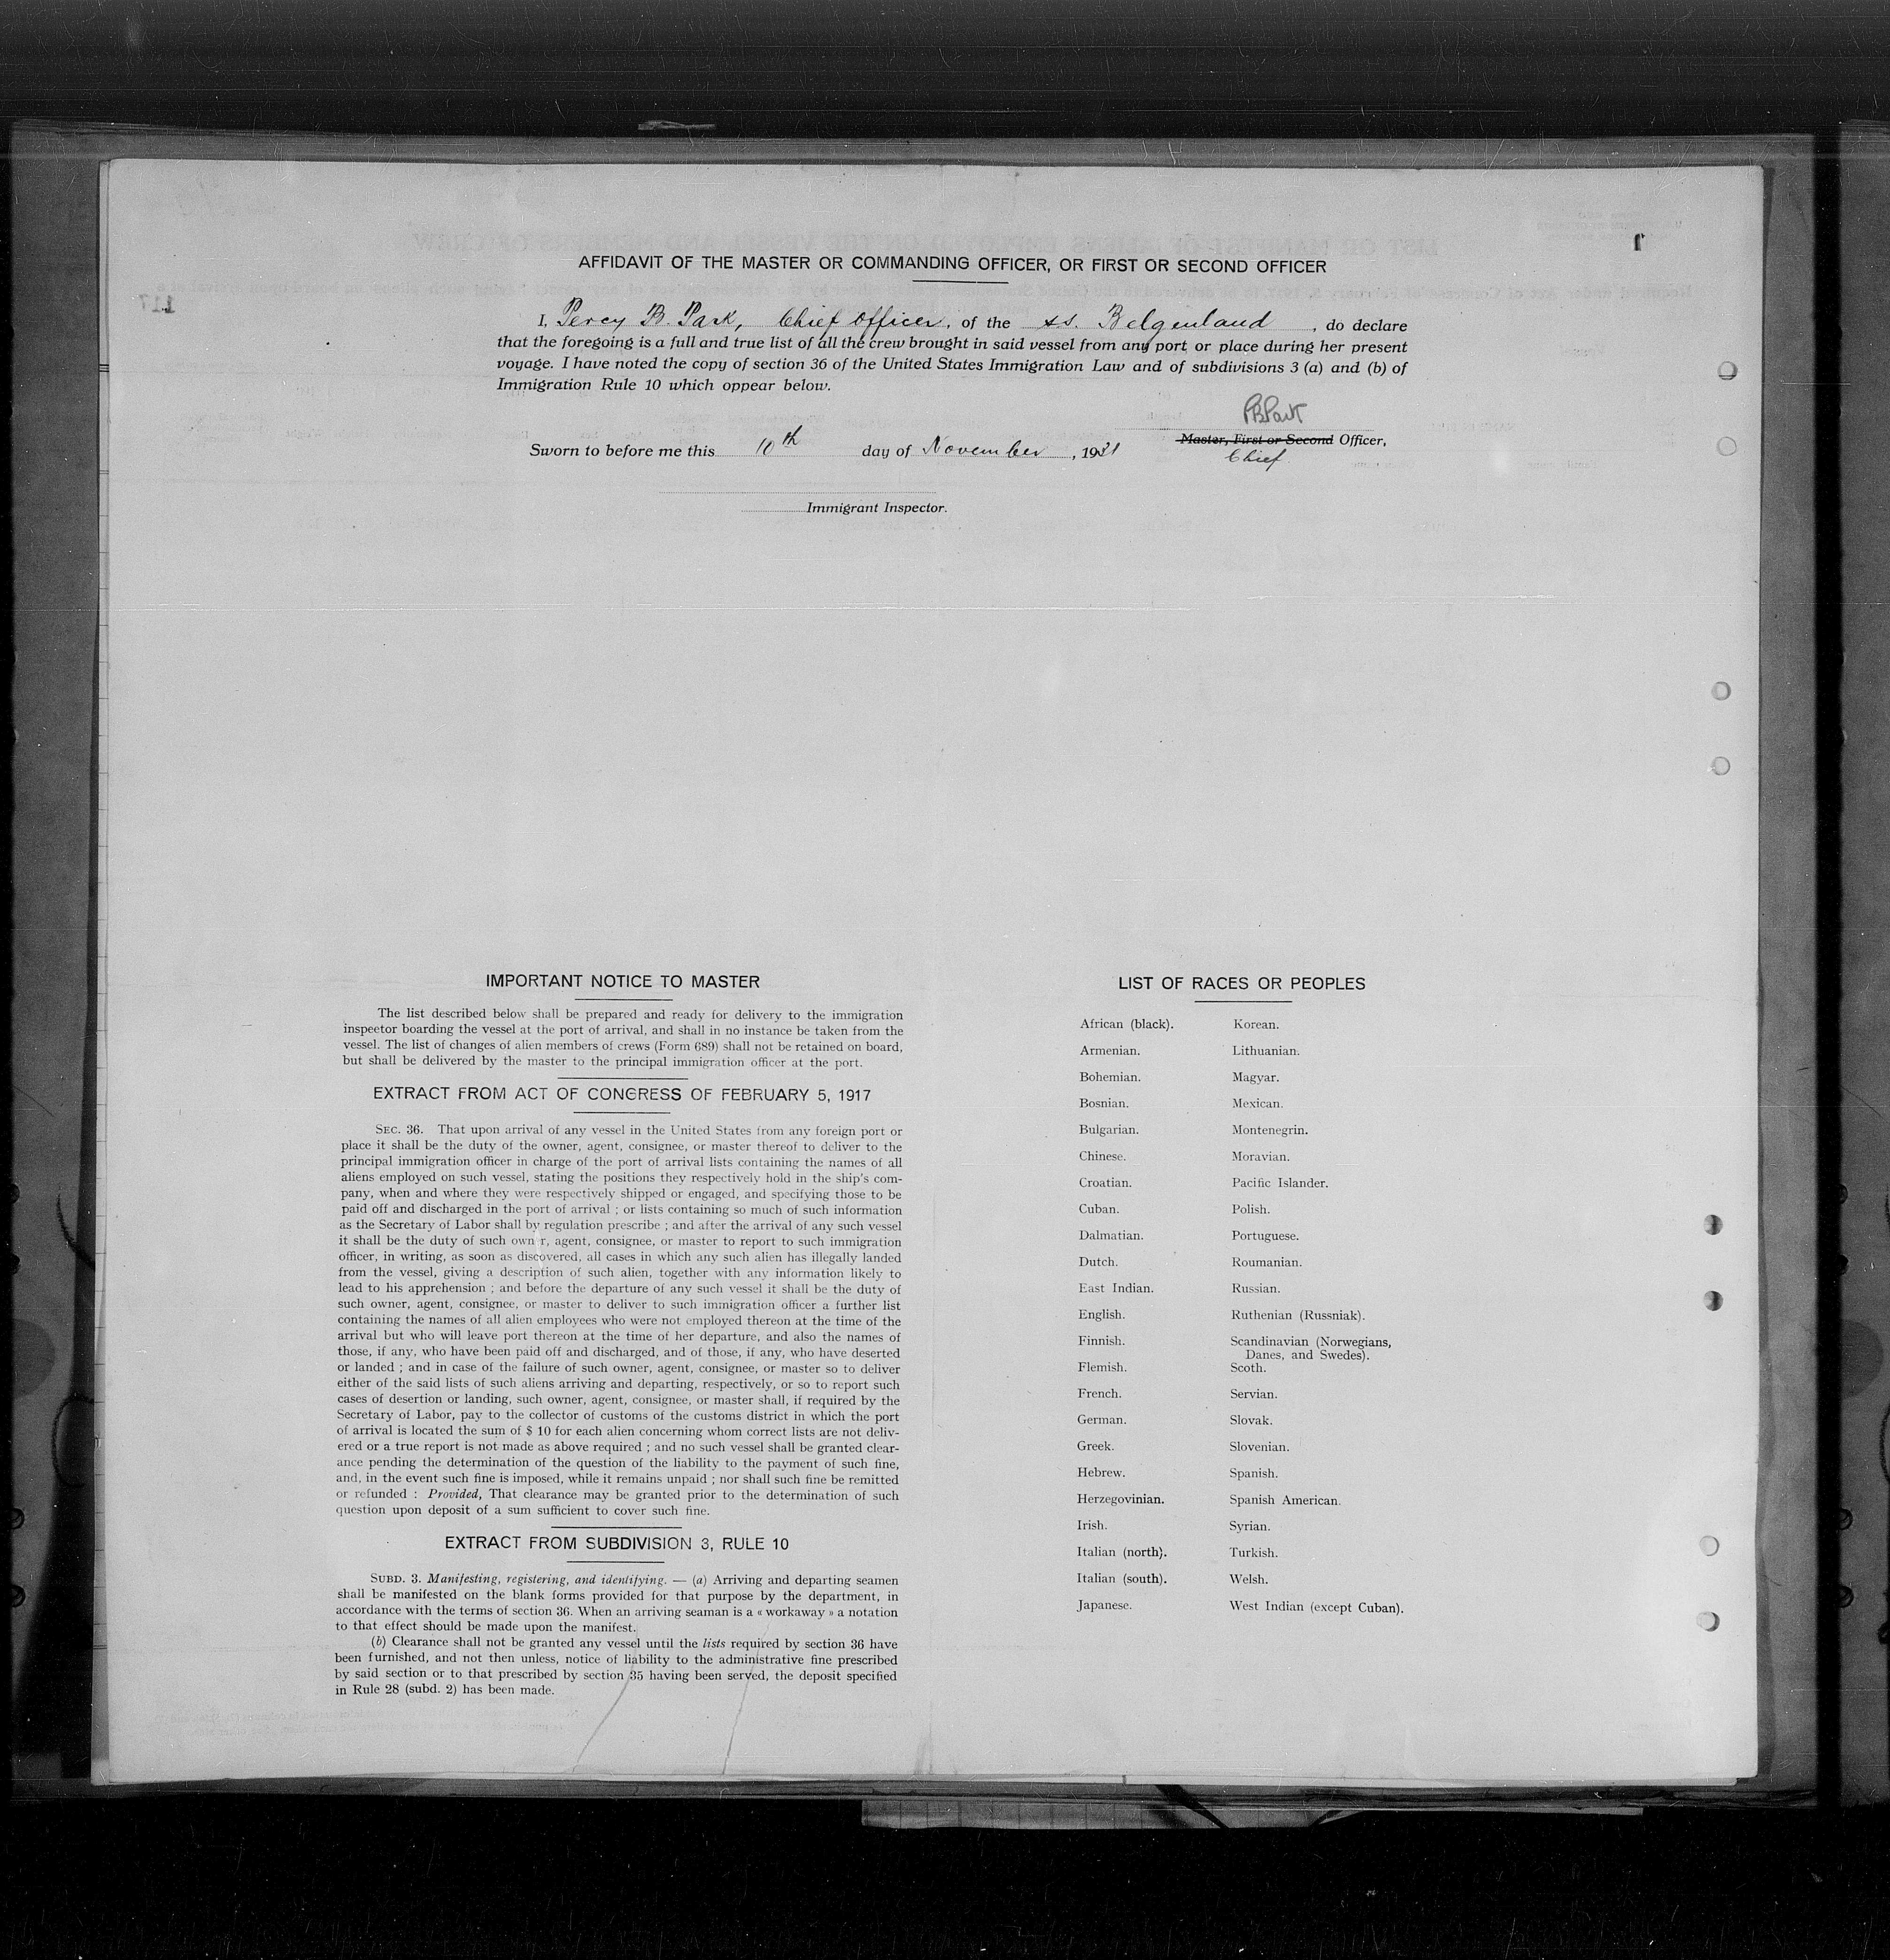 AFFIDAVIT OF THE MASTER OR COMMANDING OFFICER, OR FIRST OR SECOND OFFICER
I, Percy B. Park, Chief Officer, of the ss. Belgenland, do declare
that the foregoing is a full and true list of all the crew brought in said vessel from any port or place during her present
voyage. I have noted the copy of section 36 of the United States Immigration Law and of subdivisions 3 (a) and (b) of
Immigration Rule 10 which oppear below.
PBPark
Master, First or Second Officer,
Chief
Sworn to before me this 10th day of November, 1931
Immigrant Inspector.
IMPORTANT NOTICE TO MASTER
The list described below shall be prepared and ready for delivery to the immigration
inspector boarding the vessel at the port of arrival, and shall in no instance be taken from the
vessel. The list of changes of alien members of crews (Form 689) shall not be retained on board,
but shall be delivered by the master to the principal immigration officer at the port.
EXTRACT FROM ACT OF CONGRESS OF FEBRUARY 5, 1917
SEC. 36. That upon arrival of any vessel in the United States from any foreign port or
place it shall be the duty of the owner, agent, consignee, or master thereof to deliver to the
principal immigration officer in charge of the port of arrival lists containing the names of all
aliens employed on such vessel, stating the positions they respectively hold in the ship's com-
pany, when and where they were respectively shipped or engaged, and specifying those to be
paid off and discharged in the port of arrival ; or lists containing so much of such information
as the Secretary of Labor shall by regulation prescribe ; and after the arrival of any such vessel
it shall be the duty of such owner, agent, consignee, or master to report to such immigration
officer, in writing, as soon as discovered, all cases in which any such alien has illegally landed
from the vessel, giving a description of such alien, together with any information likely to
lead to his apprehension ; and before the departure of any such vessel it shall be the duty of
such owner, agent, consignee, or master to deliver to such immigration officer a further list
containing the names of all alien employees who were not employed thereon at the time of the
arrival but who will leave port thereon at the time of her departure, and also the names of
those, if any, who have been paid off and discharged, and of those, if any, who have deserted
or landed ; and in case of the failure of such owner, agent, consignee, or master so to deliver
either of the said lists of such aliens arriving and departing, respectively, or so to report such
cases of desertion or landing, such owner, agent, consignee, or master shall, if required by the
Secretary of Labor, pay to the collector of customs of the customs district in which the port
of arrival is located the sum of $ 10 for each alien concerning whom correct lists are not deliv-
ered or a true report is not made as above required ; and no such vessel shall be granted clear-
ance pending the determination of the question of the liability to the payment of such fine,
and, in the event such fine is imposed, while it remains unpaid ; nor shall such fine be remitted
or refunded : Provided, That clearance may be granted prior to the determination of such
question upon deposit of a sum sufficient to cover such fine.
EXTRACT FROM SUBDIVISION 3, RULE 10
SUBD. 3. Manifesting, registering, and identifying. — (a) Arriving and departing seamen
shall be manifested on the blank forms provided for that purpose by the department, in
accordance with the terms of section 36. When an arriving seaman is a « workaway » a notation
to that effect should be made upon the manifest.
(b) Clearance shall not be granted any vessel until the lists required by section 36 have
been furnished, and not then unless, notice of liability to the administrative fine prescribed
by said section or to that prescribed by section 35 having been served, the deposit specified
in Rule 28 (subd. 2) has been made.
LIST OF RACES OR PEOPLES
African (black). Korean.
Armenian. Lithuanian.
Bohemian. Magyar.
Bosnian. Mexican.
Bulgarian. Montenegrin.
Chinese. Moravian.
Croatian. Pacific Islander.
Cuban. Polish.
Dalmatian. Portuguese.
Dutch. Roumanian.
East Indian. Russian.
English. Ruthenian (Russniak).
Finnish. Scandinavian (Norwegians,
Danes, and Swedes).
Flemish. Scoth.
French. Servian.
German. Slovak.
Greek. Slovenian.
Hebrew. Spanish.
Herzegovinian. Spanish American.
Irish. Syrian.
Italian (north). Turkish.
Italian (south). Welsh.
Japanese. West Indian (except Cuban).